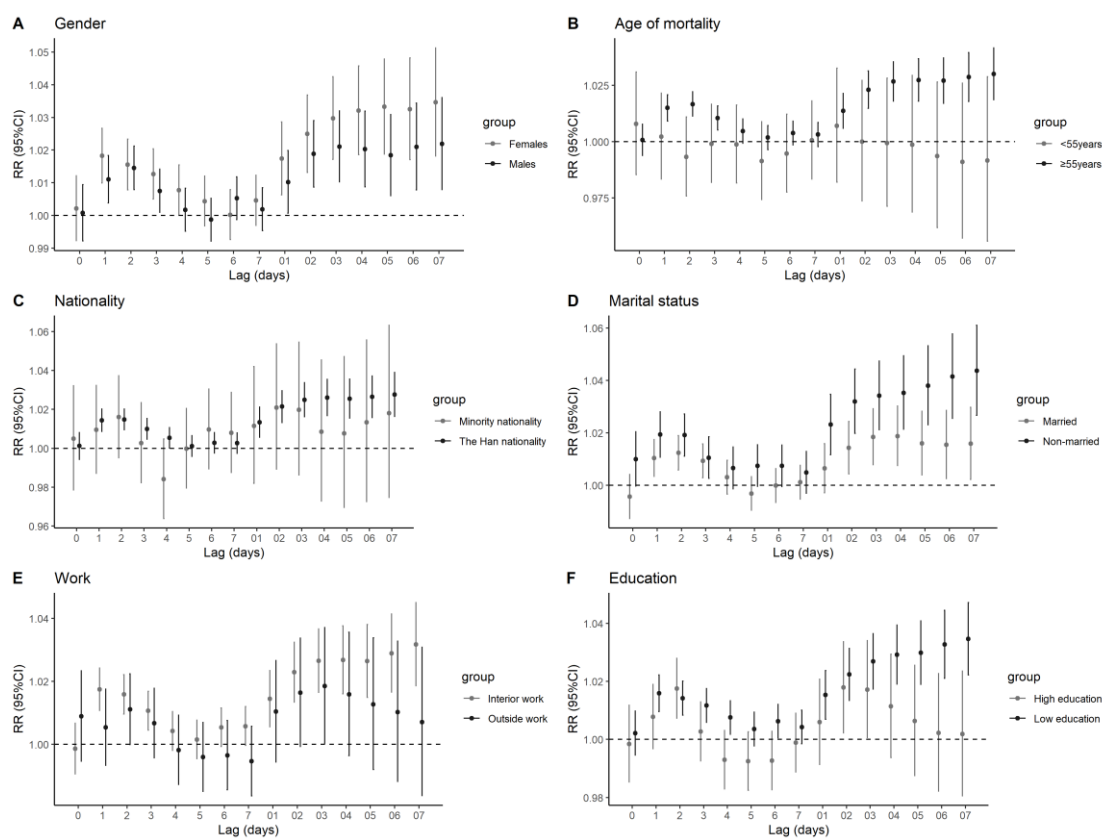 A Gender
RR (95%CI)
1.05
1.04
1.03
1.02
1.01
1.00
0.99
0 1 2 3 4 5 6 7 01 02 03 04 05 06 07
Lag (days)
group
Females
Males
B Age of mortality
RR (95%CI)
1.025
1.000
0.975
0 1 2 3 4 5 6 7 01 02 03 04 05 06 07
Lag (days)
group
<55years
≥55years
C Nationality
RR (95%CI)
1.06
1.04
1.02
1.00
0.98
0.96
0 1 2 3 4 5 6 7 01 02 03 04 05 06 07
Lag (days)
group
Minority nationality
The Han nationality
D Marital status
RR (95%CI)
1.06
1.04
1.02
1.00
0 1 2 3 4 5 6 7 01 02 03 04 05 06 07
Lag (days)
group
Married
Non-married
E Work
RR (95%CI)
1.04
1.02
1.00
0 1 2 3 4 5 6 7 01 02 03 04 05 06 07
Lag (days)
group
Interior work
Outside work
F Education
RR (95%CI)
1.04
1.02
1.00
0.98
0 1 2 3 4 5 6 7 01 02 03 04 05 06 07
Lag (days)
group
High education
Low education